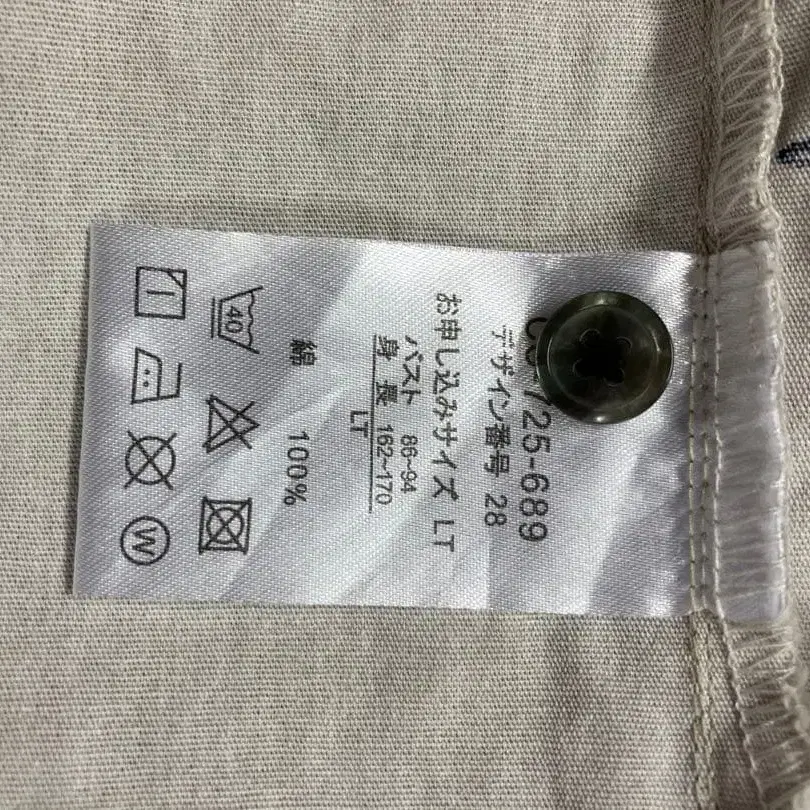 725-689
デザイン番号 28
お申し込みサイズ LT
バスト 86~94
身長 162~170
LT
綿 100%
40
W